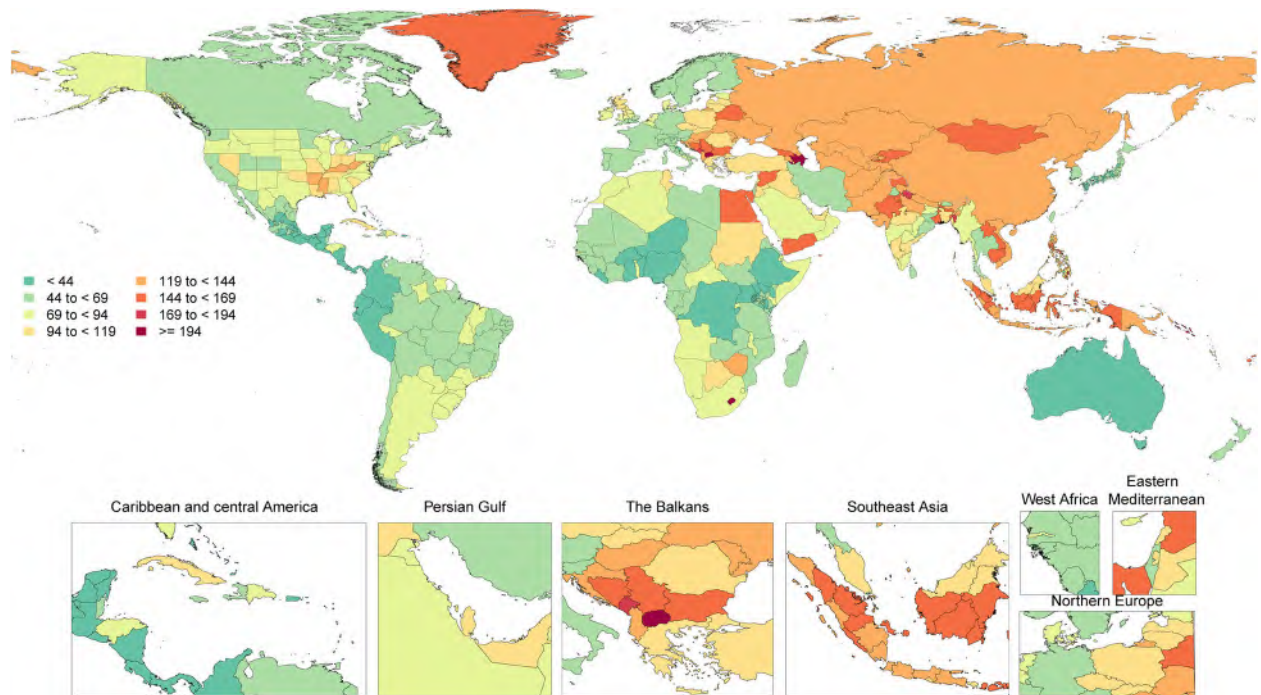 < 44
44 to < 69
69 to < 94
94 to < 119
119 to < 144
144 to < 169
169 to < 194
>= 194
Caribbean and central America
Persian Gulf
The Balkans
Southeast Asia
West Africa
Eastern
Mediterranean
Northern Europe